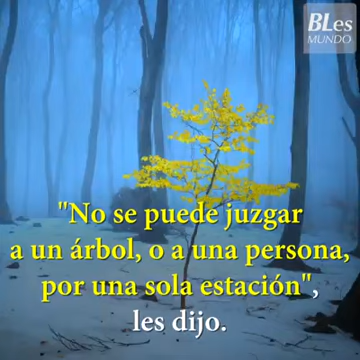 BLes
MUNDO
"No se puede juzgar
a un árbol, o a una persona,
por una sola estación",
les dijo.